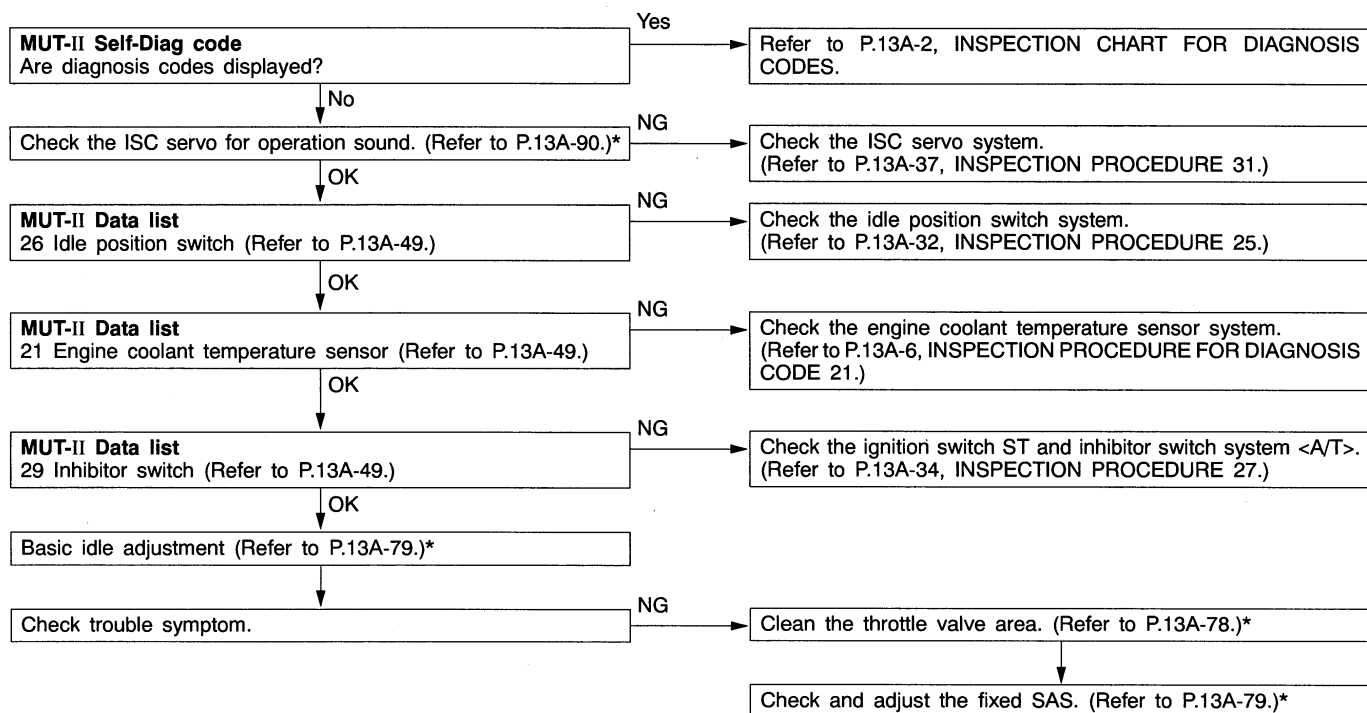 MUT-II Self-Diag code
Are diagnosis codes displayed?
Yes
Refer to P.13A-2, INSPECTION CHART FOR DIAGNOSIS
CODES.
No
Check the ISC servo for operation sound. (Refer to P.13A-90.)*
NG
Check the ISC servo system.
(Refer to P.13A-37, INSPECTION PROCEDURE 31.)
OK
MUT-II Data list
26 Idle position switch (Refer to P.13A-49.)
NG
Check the idle position switch system.
(Refer to P.13A-32, INSPECTION PROCEDURE 25.)
OK
MUT-II Data list
21 Engine coolant temperature sensor (Refer to P.13A-49.)
NG
Check the engine coolant temperature sensor system.
(Refer to P.13A-6, INSPECTION PROCEDURE FOR DIAGNOSIS
CODE 21.)
OK
MUT-II Data list
29 Inhibitor switch (Refer to P.13A-49.)
NG
Check the ignition switch ST and inhibitor switch system <A/T>.
(Refer to P.13A-34, INSPECTION PROCEDURE 27.)
OK
Basic idle adjustment (Refer to P.13A-79.)*
Check trouble symptom.
NG
Clean the throttle valve area. (Refer to P.13A-78.)*
Check and adjust the fixed SAS. (Refer to P.13A-79.)*